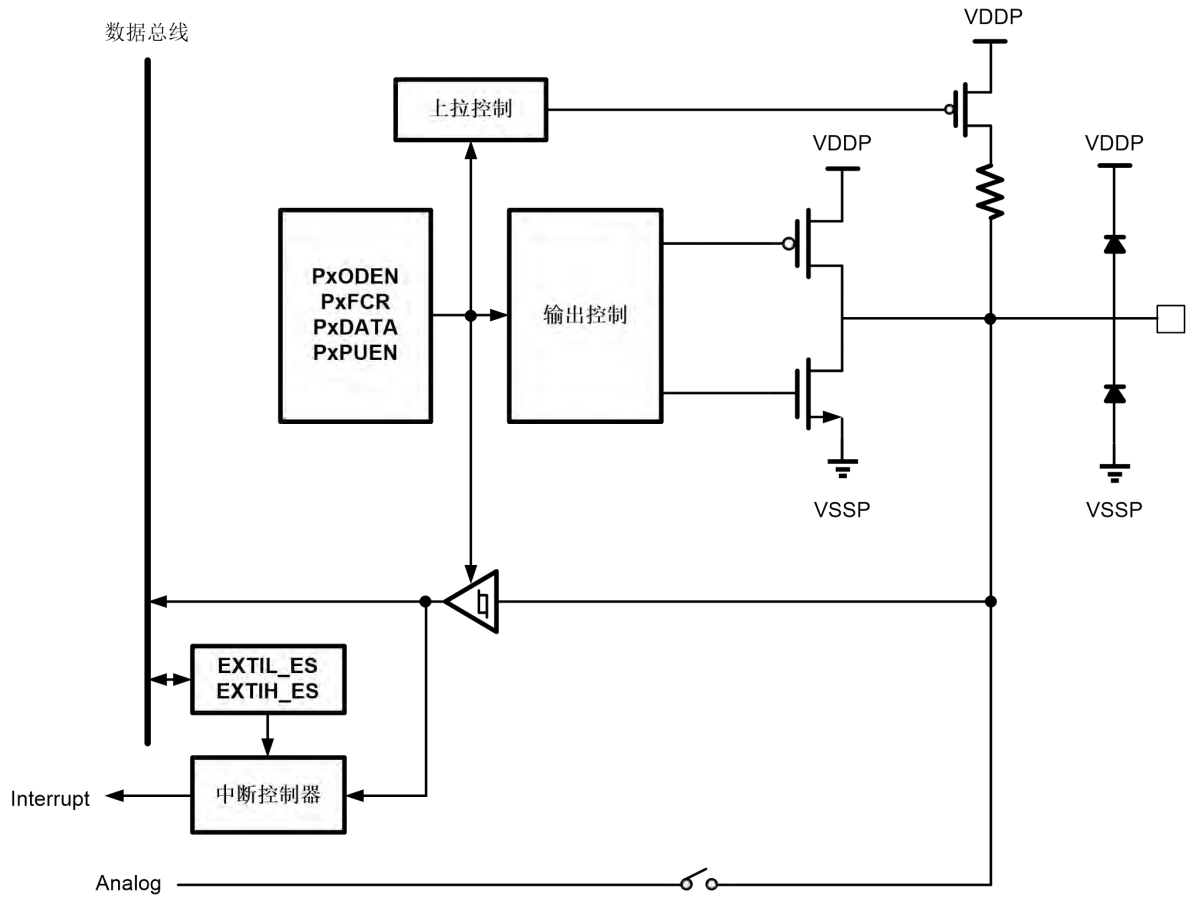 数据总线
VDDP
上拉控制
VDDP
VDDP
PxODEN
PxFCR
PxDATA
PxPUEN
输出控制
VSSP
VSSP
EXTIL_ES
EXTIH_ES
中断控制器
Interrupt
Analog